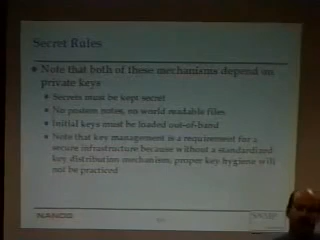 Secret Rules
Note that both of these mechanisms depend on
private keys
Secrets must be kept secret
No postem notes, no world readable files
Initial keys must be loaded out-of-band
Note that key management is a requirement for a
secure infrastructure because without a standardized
key distribution mechanism, proper key hygiene will
not be practiced
NANOG